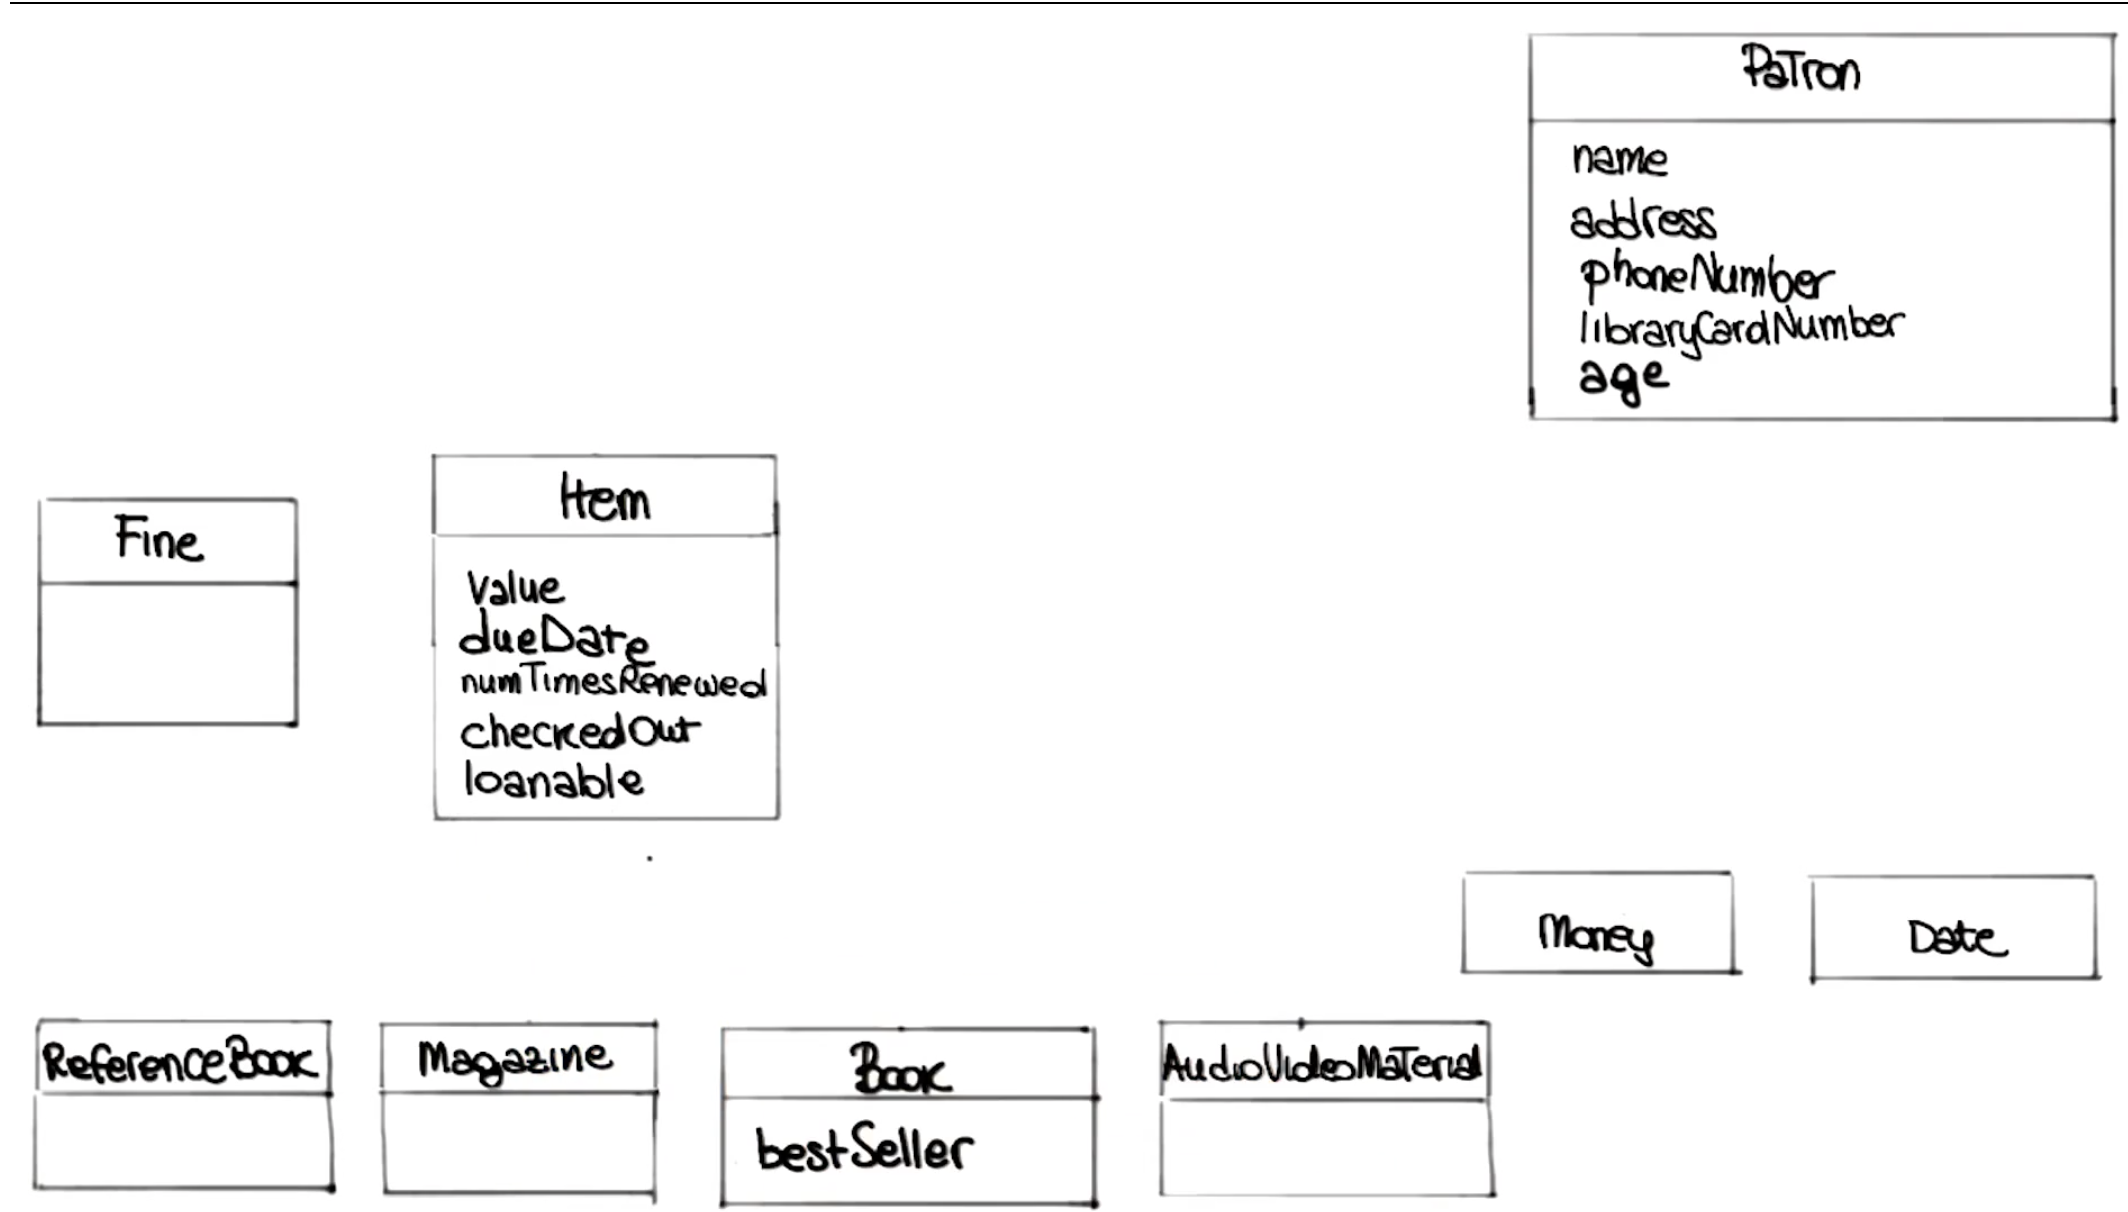 PaTron
name
address
phoneNumber
libraryCardNumber
age
Item
Value
dueDate
numTimesRenewed
checkedOut
loanable
Fine
Money
Date
ReferenceBook
Magazine
Book
bestSeller
AudioVideoMaTerial